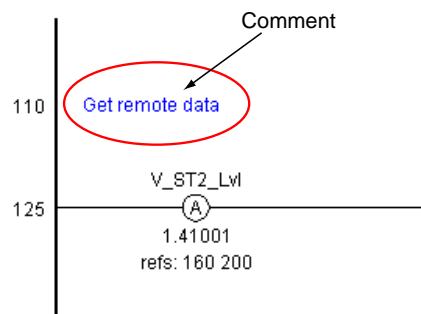 Comment
110 Get remote data
V_ST2_Lvl
125 A
1.41001
refs: 160 200